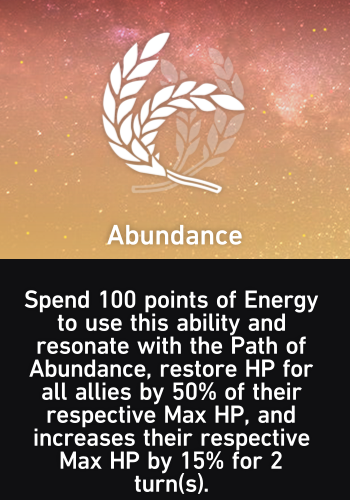 Abundance
Spend 100 points of Energy
to use this ability and
resonate with the Path of
Abundance, restore HP for
all allies by 50% of their
respective Max HP, and
increases their respective
Max HP by 15% for 2
turn(s).